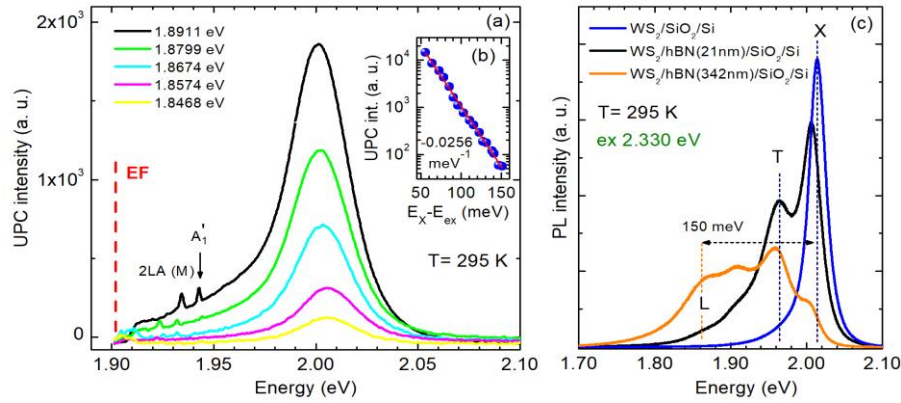 (a)
1.8911 eV
1.8799 eV
1.8674 eV
1.8574 eV
1.8468 eV
EF
2LA (M)
A'₁
T= 295 K
UPC intensity (a. u.)
2x10³
1x10³
0
1.90 1.95 2.00 2.05 2.10
Energy (eV)
(b)
UPC int. (a. u.)
10⁴
10³
10²
-0.0256
meV⁻¹
50 100 150
E_X-E_ex (meV)
(c)
WS₂/SiO₂/Si
WS₂/hBN(21nm)/SiO₂/Si
WS₂/hBN(342nm)/SiO₂/Si
X
T= 295 K
ex 2.330 eV
T
150 meV
L
PL intensity (a. u.)
1.70 1.80 1.90 2.00 2.10
Energy (eV)